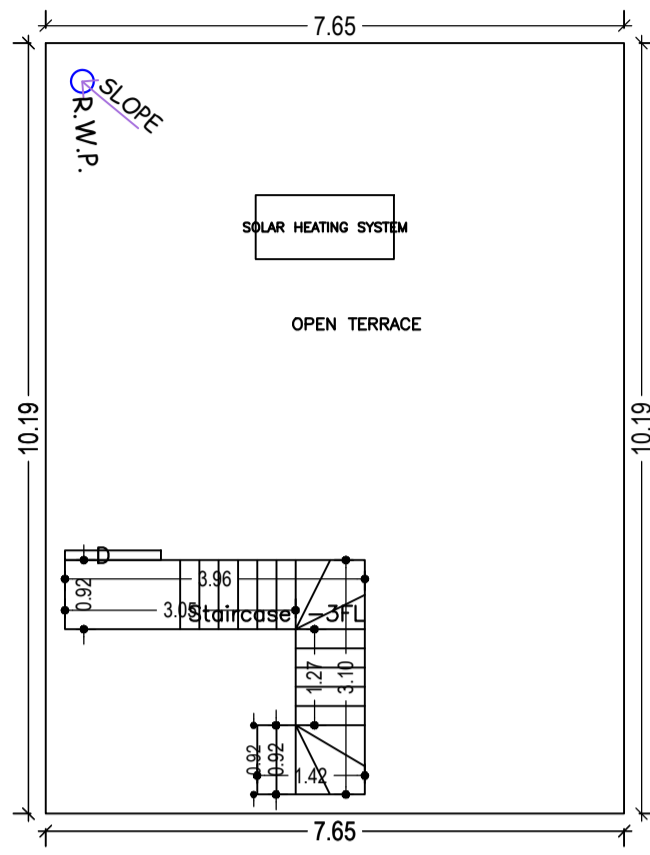 7.65
SLOPE
R.W.P.
SOLAR HEATING SYSTEM
OPEN TERRACE
10.19
10.19
D
3.96
0.92
3.05
Staircase -3FL
1.27
3.10
0.92
0.92
1.42
7.65